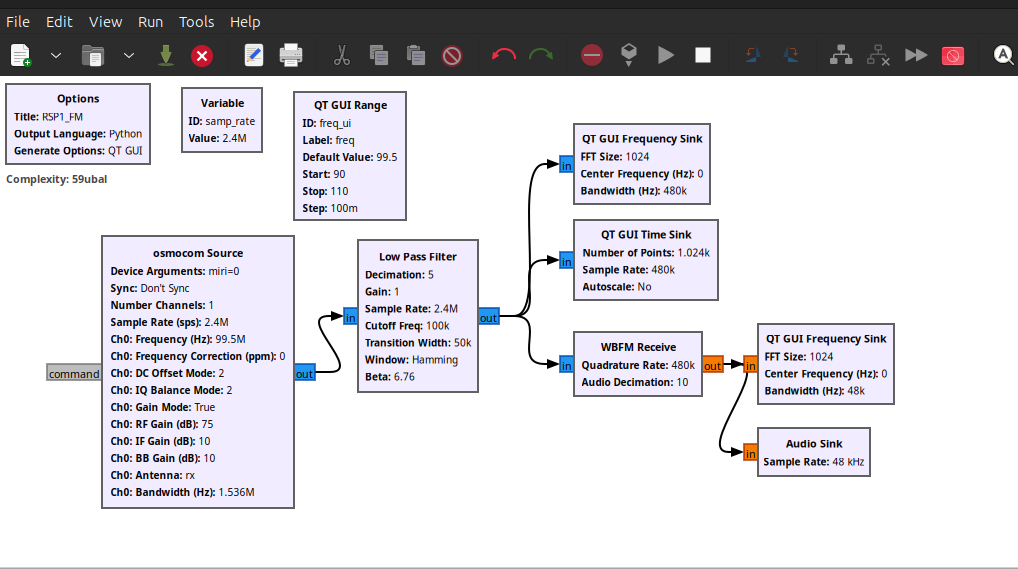 File Edit View Run Tools Help
A
Options
Title: RSP1_FM
Output Language: Python
Generate Options: QT GUI
Complexity: 59ubal
Variable
ID: samp_rate
Value: 2.4M
QT GUI Range
ID: freq_ui
Label: freq
Default Value: 99.5
Start: 90
Stop: 110
Step: 100m
osmocom Source
Device Arguments: miri=0
Sync: Don't Sync
Number Channels: 1
Sample Rate (sps): 2.4M
Ch0: Frequency (Hz): 99.5M
Ch0: Frequency Correction (ppm): 0
Ch0: DC Offset Mode: 2
Ch0: IQ Balance Mode: 2
Ch0: Gain Mode: True
Ch0: RF Gain (dB): 75
Ch0: IF Gain (dB): 10
Ch0: BB Gain (dB): 10
Ch0: Antenna: rx
Ch0: Bandwidth (Hz): 1.536M
command
out
in
Low Pass Filter
Decimation: 5
Gain: 1
Sample Rate: 2.4M
Cutoff Freq: 100k
Transition Width: 50k
Window: Hamming
Beta: 6.76
out
in
QT GUI Frequency Sink
FFT Size: 1024
Center Frequency (Hz): 0
Bandwidth (Hz): 480k
in
QT GUI Time Sink
Number of Points: 1.024k
Sample Rate: 480k
Autoscale: No
in
WBFM Receive
Quadrature Rate: 480k
Audio Decimation: 10
out
in
QT GUI Frequency Sink
FFT Size: 1024
Center Frequency (Hz): 0
Bandwidth (Hz): 48k
in
Audio Sink
Sample Rate: 48 kHz